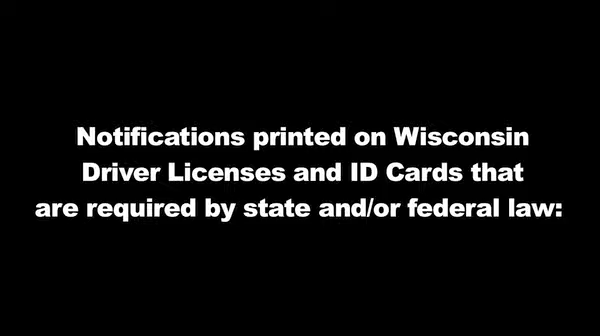 Notifications printed on Wisconsin
Driver Licenses and ID Cards that
are required by state and/or federal law: